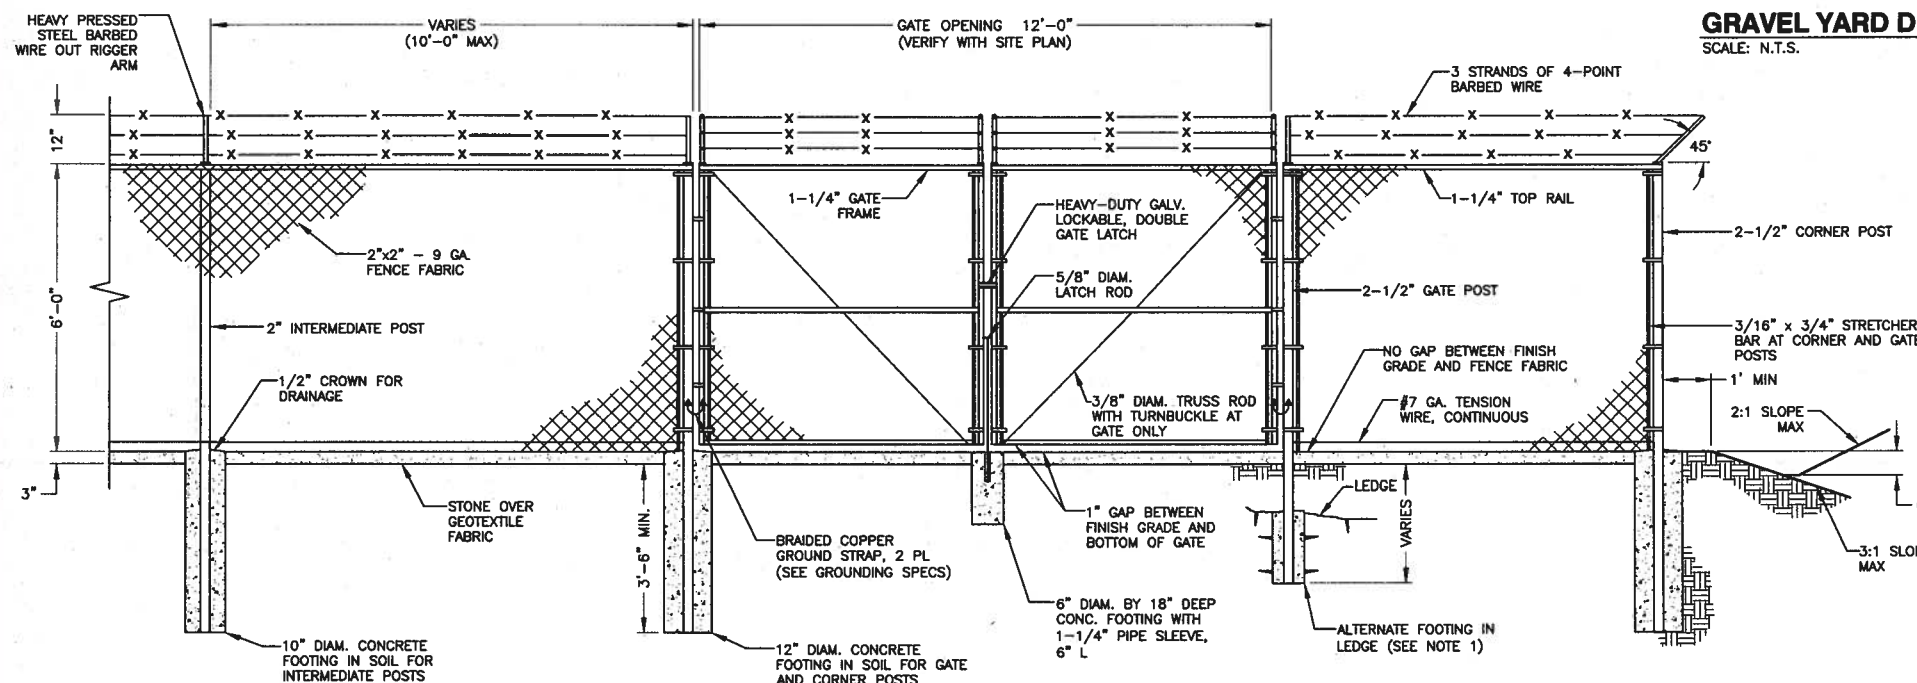 HEAVY PRESSED
STEEL BARBED
WIRE OUT RIGGER
ARM
VARIES
(10'-0" MAX)
GATE OPENING 12'-0"
(VERIFY WITH SITE PLAN)
GRAVEL YARD D
SCALE: N.T.S.
3 STRANDS OF 4-POINT
BARBED WIRE
12"
45°
1-1/4" GATE
FRAME
HEAVY-DUTY GALV.
LOCKABLE, DOUBLE
GATE LATCH
1-1/4" TOP RAIL
2-1/2" CORNER POST
2"x2" - 9 GA.
FENCE FABRIC
5/8" DIAM.
LATCH ROD
2-1/2" GATE POST
6'-0"
2" INTERMEDIATE POST
3/16" x 3/4" STRETCHER
BAR AT CORNER AND GATE
POSTS
NO GAP BETWEEN FINISH
GRADE AND FENCE FABRIC
1' MIN
1/2" CROWN FOR
DRAINAGE
3/8" DIAM. TRUSS ROD
WITH TURNBUCKLE AT
GATE ONLY
#7 GA. TENSION
WIRE, CONTINUOUS
2:1 SLOPE
MAX
3"
STONE OVER
GEOTEXTILE
FABRIC
3'-6" MIN.
BRAIDED COPPER
GROUND STRAP, 2 PL
(SEE GROUNDING SPECS)
1" GAP BETWEEN
FINISH GRADE AND
BOTTOM OF GATE
LEDGE
VARIES
3:1 SLO
MAX
10" DIAM. CONCRETE
FOOTING IN SOIL FOR
INTERMEDIATE POSTS
12" DIAM. CONCRETE
FOOTING IN SOIL FOR GATE
AND CORNER POSTS
6" DIAM. BY 18" DEEP
CONC. FOOTING WITH
1-1/4" PIPE SLEEVE,
6" L
ALTERNATE FOOTING IN
LEDGE (SEE NOTE 1)